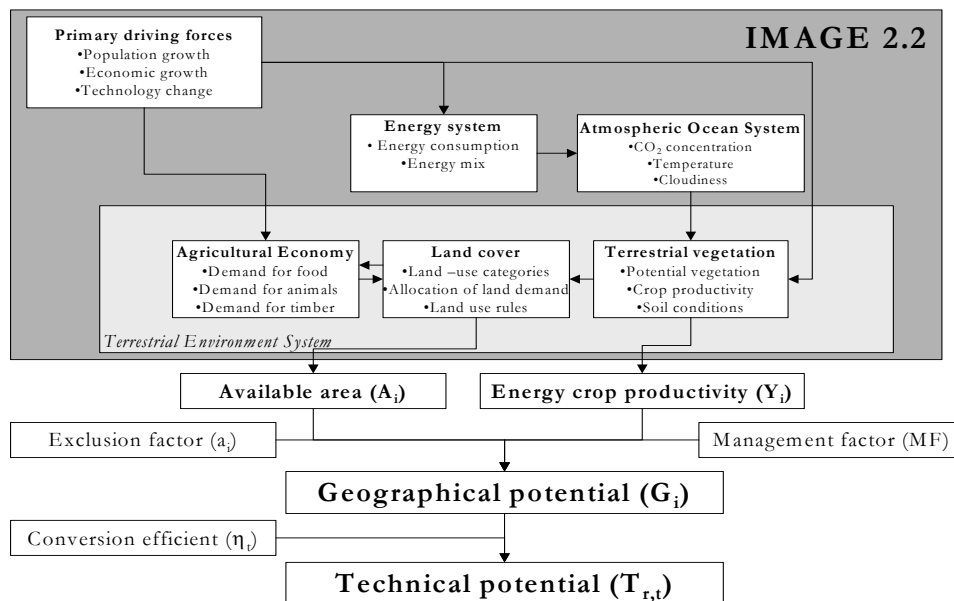 IMAGE 2.2
Primary driving forces
•Population growth
•Economic growth
•Technology change
Energy system
• Energy consumption
•Energy mix
Atmospheric Ocean System
•CO₂ concentration
•Temperature
•Cloudiness
Agricultural Economy
•Demand for food
•Demand for animals
•Demand for timber
Land cover
•Land –use categories
•Allocation of land demand
•Land use rules
Terrestrial vegetation
•Potential vegetation
•Crop productivity
•Soil conditions
Terrestrial Environment System
Available area (Aᵢ)
Energy crop productivity (Yᵢ)
Exclusion factor (aᵢ)
Management factor (MF)
Geographical potential (Gᵢ)
Conversion efficient (ηₜ)
Technical potential (Tr,t)